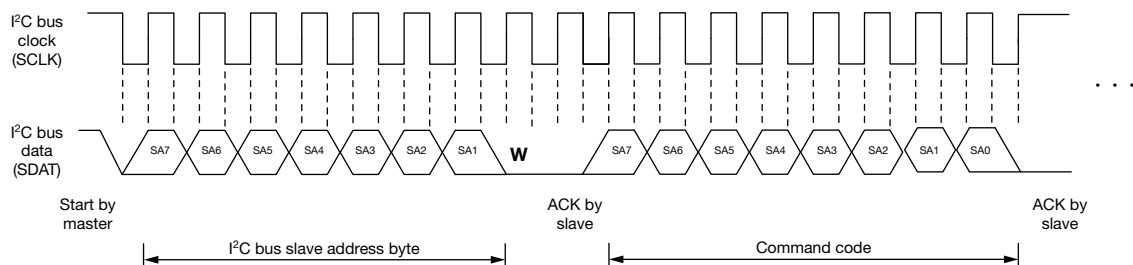 I²C bus
clock
(SCLK)
. . .
I²C bus
data
(SDAT)
SA7 SA6 SA5 SA4 SA3 SA2 SA1 W SA7 SA6 SA5 SA4 SA3 SA2 SA1 SA0
Start by
master
ACK by
slave
ACK by
slave
I²C bus slave address byte
Command code